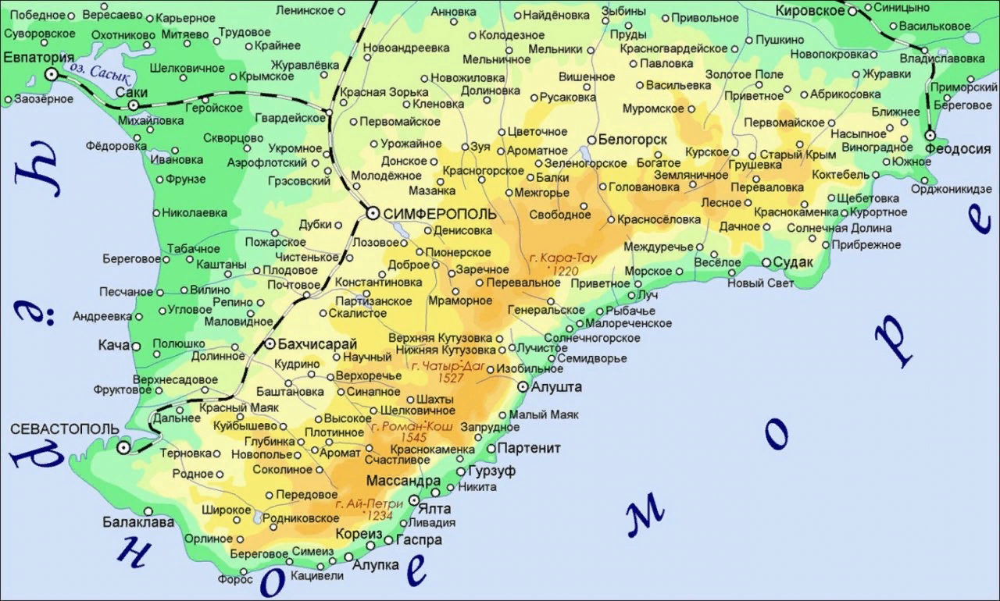 Победное
Вересаево
Карьерное
Ленинское
Анновка
Найдёновка
Зыбины
Привольное
Кировское
Синицыно
Суворовское
Охотниково
Митяево
Трудовое
Крайнее
Колодезное
Пруды
Пушкино
Васильковое
Евпатория
оз. Сасык
Шелковичное
Крымское
Журавлёвка
Новоандреевка
Мельничное
Мельники
Красногвардейское
Новопокровка
Владиславовка
Павловка
Заозёрное
Саки
Геройское
Красная Зорька
Новожиловка
Долиновка
Вишенное
Васильевка
Золотое Поле
Журавки
Приморский
Кленовка
Русаковка
Приветное
Абрикосовка
Береговое
Михайловка
Гвардейское
Первомайское
Муромское
Первомайское
Ближнее
Фёдоровка
Скворцово
Укромное
Урожайное
Зуя
Цветочное
Белогорск
Насыпное
Ивановка
Аэрофлотский
Донское
Ароматное
Курское
Старый Крым
Виноградное
Феодосия
Фрунзе
Грэсовский
Молодёжное
Красногорское
Зеленогорское
Богатое
Грушевка
Южное
Мазанка
Балки
Земляничное
Коктебель
Межгорье
Головановка
Переваловка
Орджоникидзе
Николаевка
СИМФЕРОПОЛЬ
Свободное
Лесное
Щебетовка
Краснокаменка
Курортное
Дубки
Денисовка
Красносёловка
Дачное
Солнечная Долина
Пожарское
Лозовое
Междуречье
Прибрежное
Береговое
Табачное
Чистенькое
Пионерское
г. Кара-Тау
1220
Весёлое
Судак
Каштаны
Плодовое
Доброе
Заречное
Морское
Новый Свет
Песчаное
Вилино
Почтовое
Константиновка
Перевальное
Приветное
Репино
Партизанское
Мраморное
Луч
Андреевка
Угловое
Маловидное
Скалистое
Генеральское
Рыбачье
Малореченское
Кача
Полюшко
Бахчисарай
Верхняя Кутузовка
Солнечногорское
Долинное
Научный
Нижняя Кутузовка
Лучистое
Семидворье
Кудрино
г. Чатыр-Даг
1527
Изобильное
Верхнесадовое
Верхоречье
Фруктовое
Баштановка
Синапное
Алушта
Красный Маяк
Шахты
Дальнее
Шелковичное
Малый Маяк
СЕВАСТОПОЛЬ
Куйбышево
Высокое
г. Роман-Кош
1545
Запрудное
Плотинное
Глубинка
Терновка
Новополье
Аромат
Краснокаменка
Партенит
Счастливое
Родное
Соколиное
Гурзуф
Массандра
Никита
Передовое
г. Ай-Петри
1234
Ялта
Широкое
Балаклава
Родниковское
Ливадия
Орлиное
Кореиз
Гаспра
Береговое
Симеиз
Алупка
Форос
Кацивели
Чёрное
море